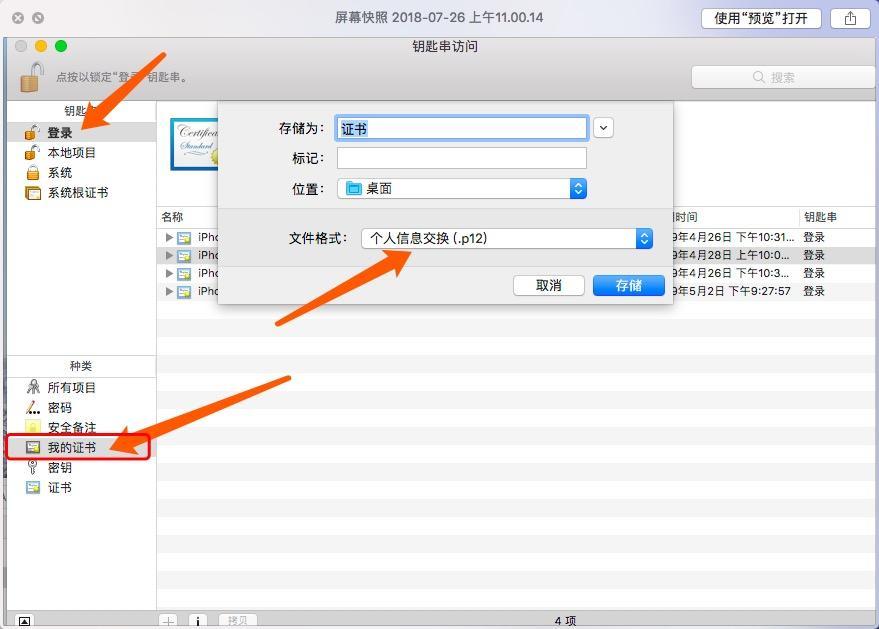 屏幕快照 2018-07-26 上午11.00.14
使用“预览”打开
钥匙串访问
点按以锁定“登录”钥匙串。
搜索
登录
本地项目
系统
系统根证书
存储为：
证书
标记：
位置：
桌面
文件格式：
个人信息交换 (.p12)
取消
存储
名称
时间
钥匙串
iPho
9年4月26日 下午10:31...
登录
iPho
9年4月28日 上午10:0...
登录
iPho
9年4月26日 下午10:3...
登录
iPho
9年5月2日 下午9:27:57
登录
种类
所有项目
密码
安全备注
我的证书
密钥
证书
拷贝
4 项